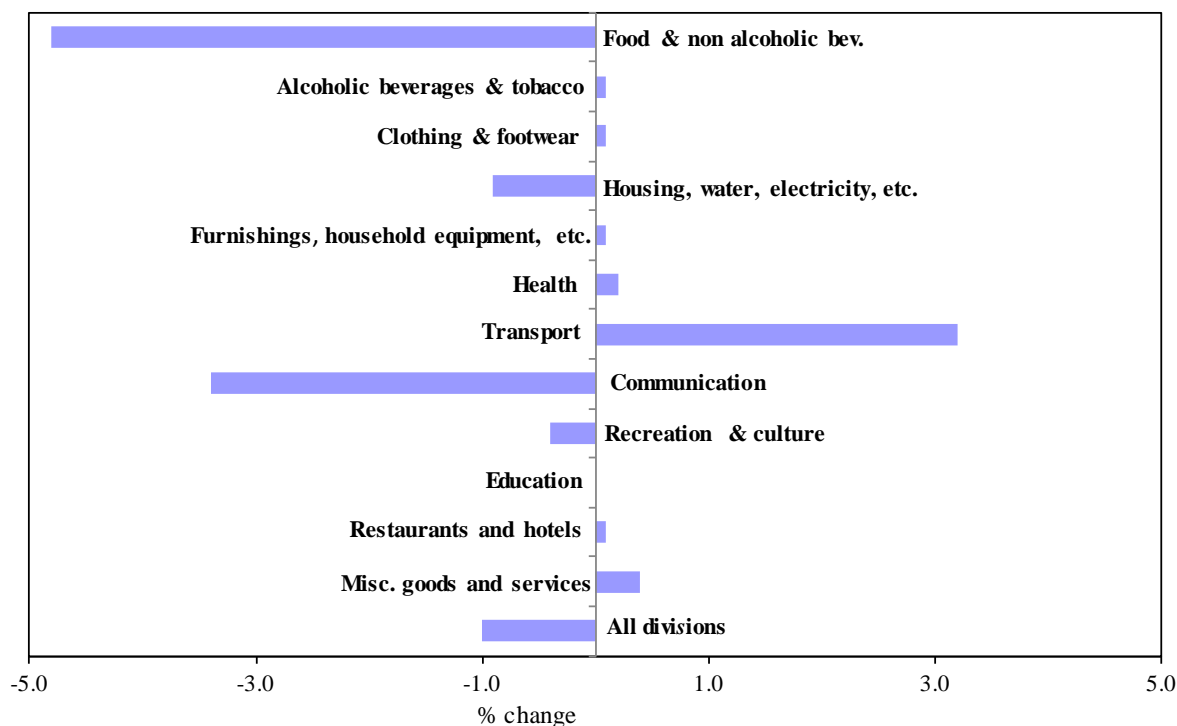 Food & non alcoholic bev.
Alcoholic beverages & tobacco
Clothing & footwear
Housing, water, electricity, etc.
Furnishings, household equipment, etc.
Health
Transport
Communication
Recreation & culture
Education
Restaurants and hotels
Misc. goods and services
All divisions
-5.0 -3.0 -1.0 1.0 3.0 5.0
% change